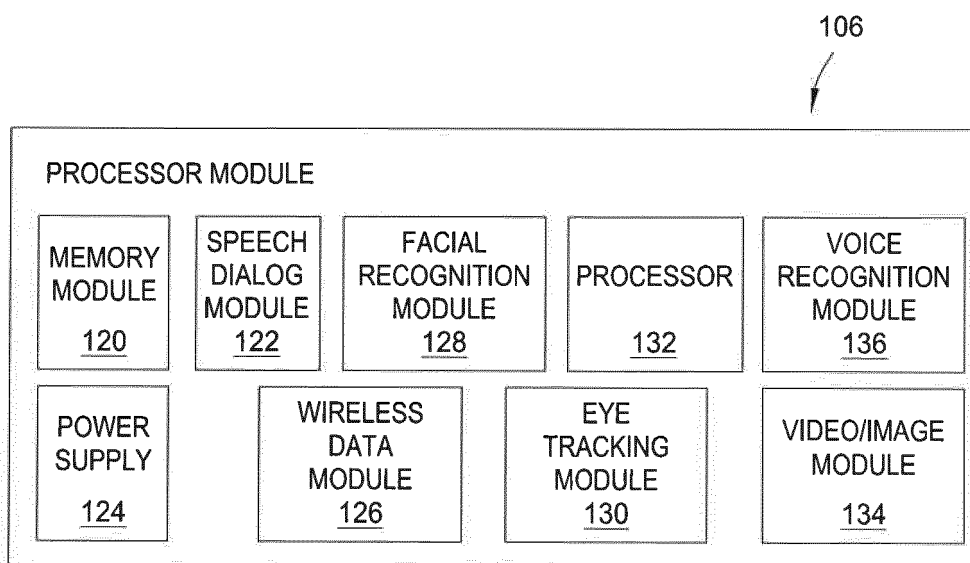 106
PROCESSOR MODULE
MEMORY
MODULE
120
SPEECH
DIALOG
MODULE
122
FACIAL
RECOGNITION
MODULE
128
PROCESSOR
132
VOICE
RECOGNITION
MODULE
136
POWER
SUPPLY
124
WIRELESS
DATA
MODULE
126
EYE
TRACKING
MODULE
130
VIDEO/IMAGE
MODULE
134